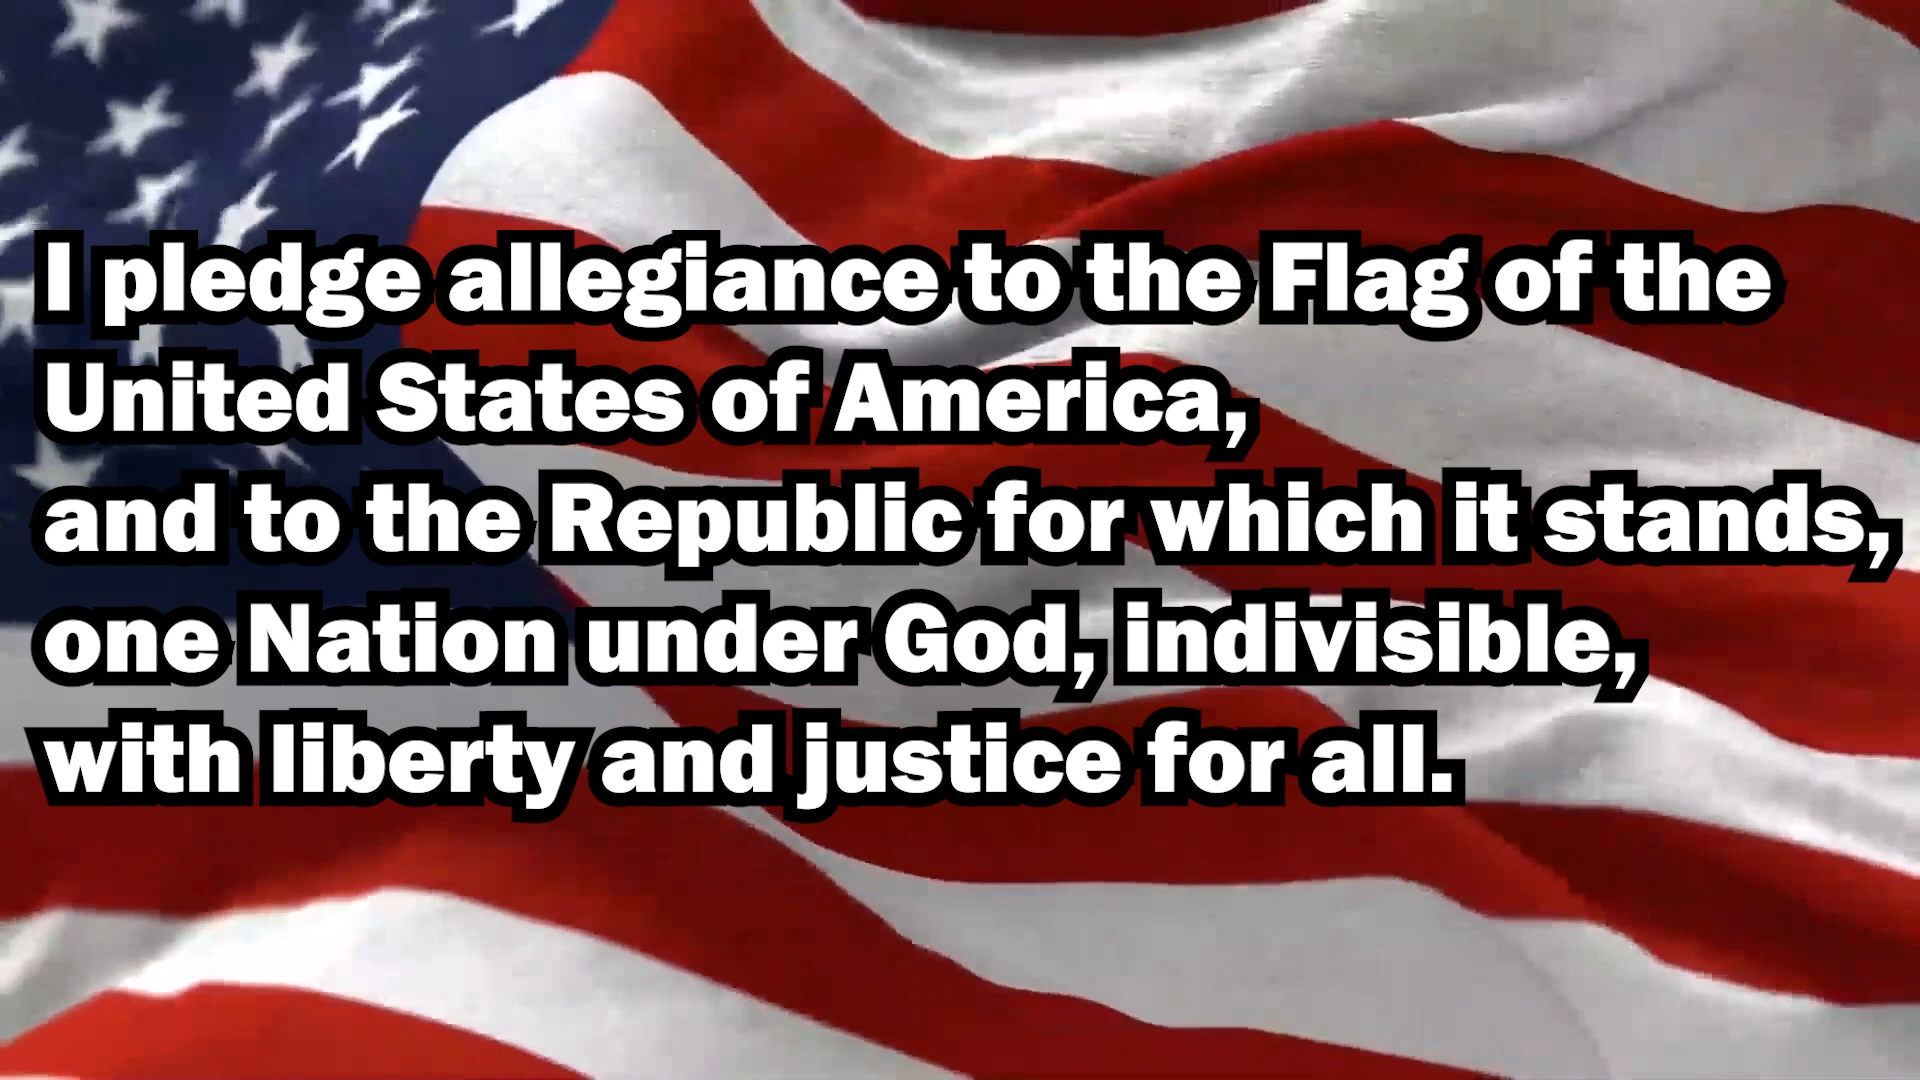 I pledge allegiance to the Flag of the
United States of America,
and to the Republic for which it stands,
one Nation under God, indivisible,
with liberty and justice for all.